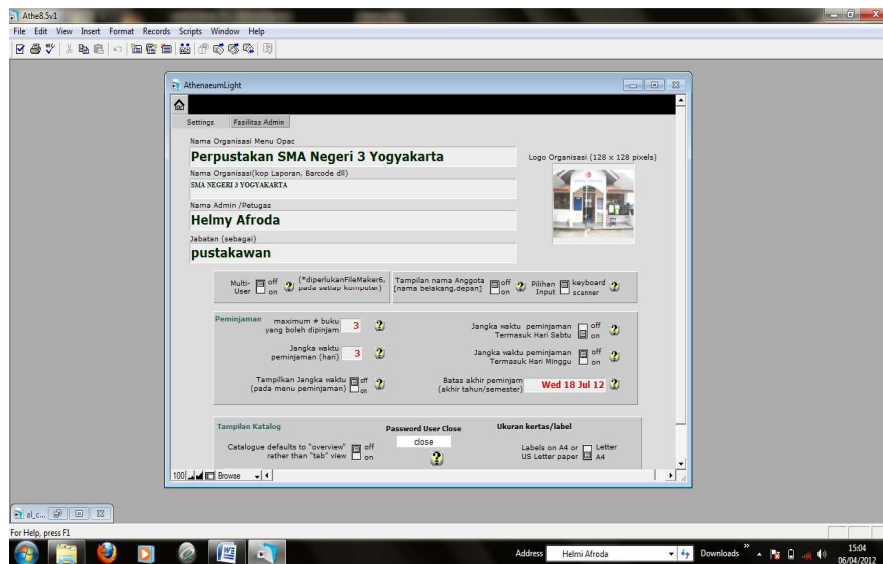 Athe8.5v1
File Edit View Insert Format Records Scripts Window Help
AthenaeumLight
Settings Fasilitas Admin
Nama Organisasi Menu Opac
Perpustakan SMA Negeri 3 Yogyakarta
Logo Organisasi (128 x 128 pixels)
Nama Organisasi(kop Laporan, Barcode dll)
SMA NEGERI 3 YOGYAKARTA
Nama Admin /Petugas
Helmy Afroda
Jabatan (sebagai)
pustakawan
Multi-User off on ? (*diperlukanFileMaker6, pada setiap komputer)
Tampilan nama Anggota [nama belakang,depan] off on ?
Pilihan Input keyboard scanner ?
Peminjaman
maximum # buku yang boleh dipinjam 3 ?
Jangka waktu peminjaman Termasuk Hari Sabtu off on ?
Jangka waktu peminjaman (hari) 3 ?
Jangka waktu peminjaman Termasuk Hari Minggu off on ?
Tampilkan Jangka waktu (pada menu peminjaman) off on ?
Batas akhir peminjam (akhir tahun/semester) Wed 18 Jul 12 ?
Tampilan Katalog
Password User Close
Ukuran kertas/label
Catalogue defaults to "overview" rather than "tab" view off on
close
?
Labels on A4 or US Letter paper Letter A4
100 Browse
al_c...
For Help, press F1
Address Helmi Afroda Downloads » 15:04
06/04/2012